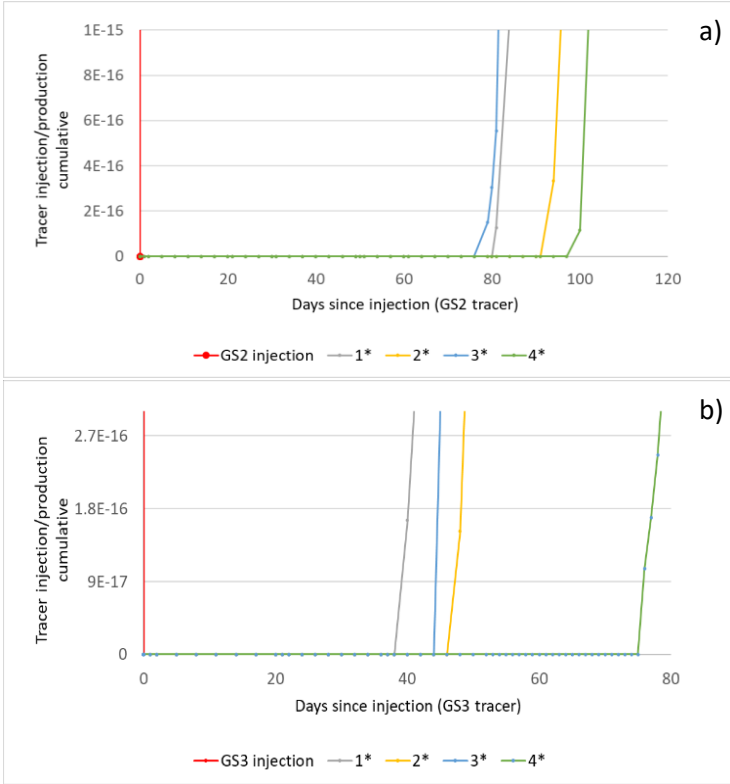 a)
1E-15
8E-16
6E-16
4E-16
2E-16
0
Tracer injection/production
cumulative
0 20 40 60 80 100 120
Days since injection (GS2 tracer)
GS2 injection 1* 2* 3* 4*
b)
2.7E-16
1.8E-16
9E-17
0
Tracer injection/production
cumulative
0 20 40 60 80
Days since injection (GS3 tracer)
GS3 injection 1* 2* 3* 4*